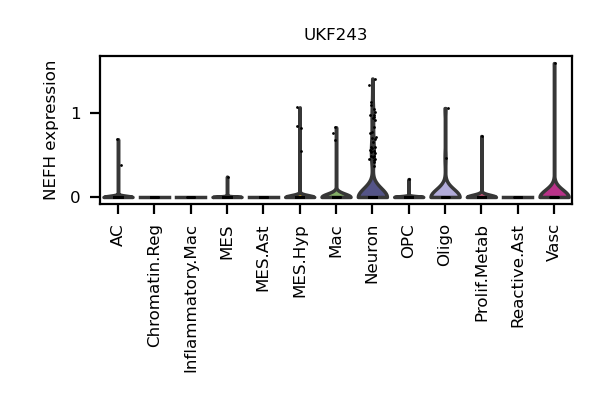 UKF243
NEFH expression
1
0
AC
Chromatin.Reg
Inflammatory.Mac
MES
MES.Ast
MES.Hyp
Mac
Neuron
OPC
Oligo
Prolif.Metab
Reactive.Ast
Vasc